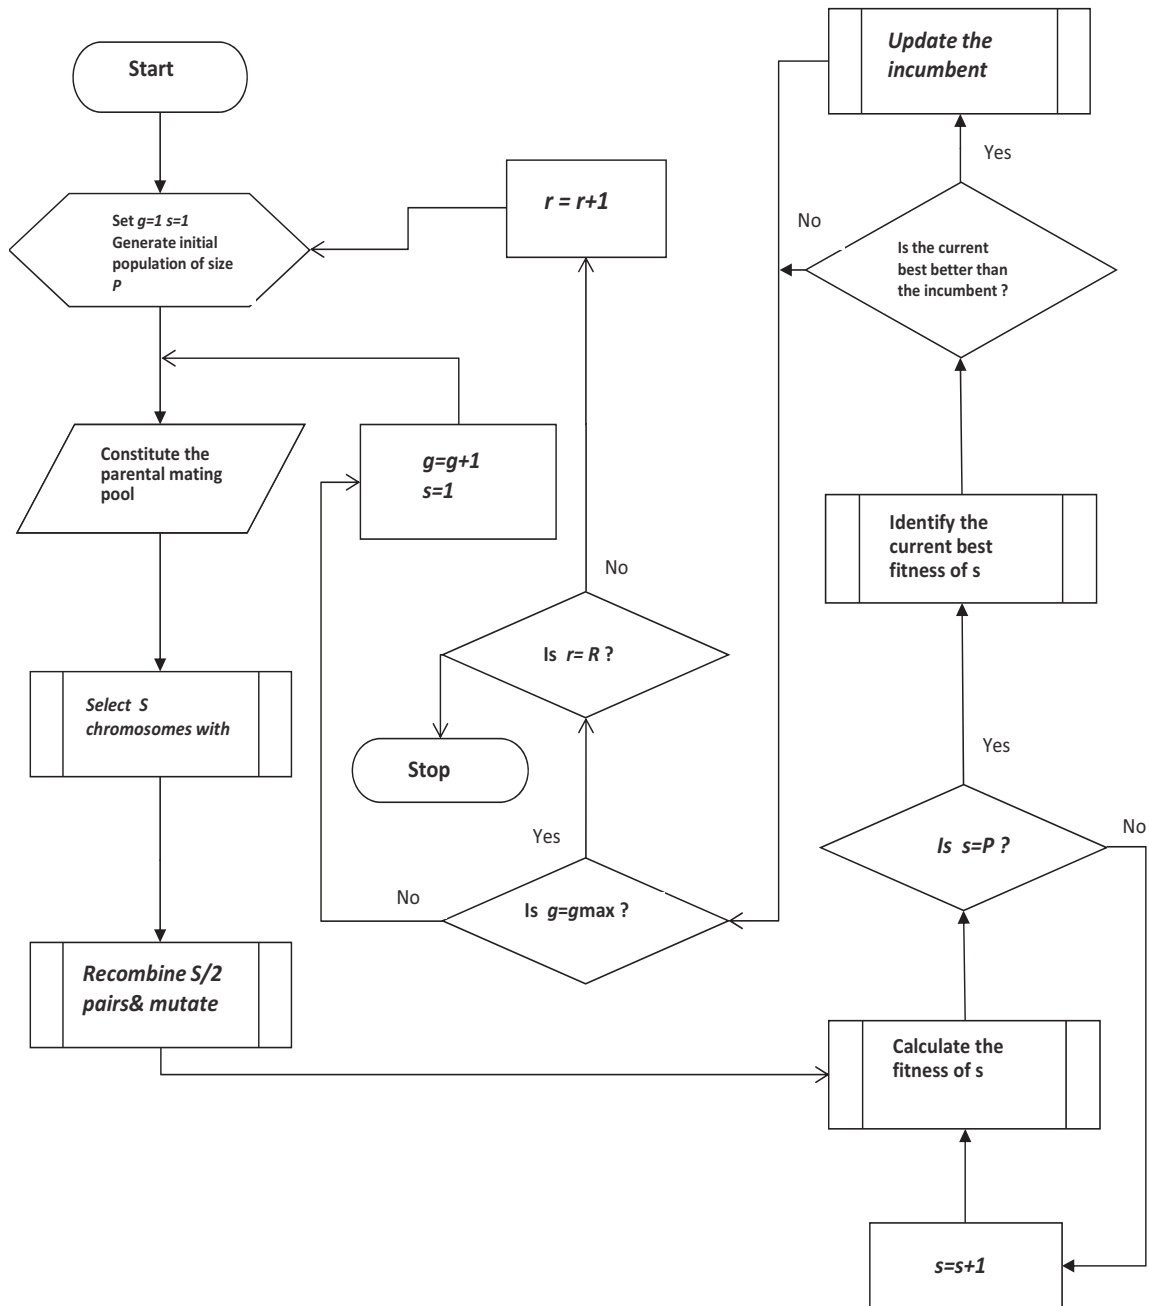 Start
Set g=1 s=1
Generate initial
population of size
P
Constitute the
parental mating
pool
Select S
chromosomes with
Recombine S/2
pairs& mutate
r = r+1
g=g+1
s=1
No
Is r= R ?
Stop
Yes
No
Is g=gmax ?
Update the
incumbent
Yes
No
Is the current
best better than
the incumbent ?
Identify the
current best
fitness of s
Yes
No
Is s=P ?
Calculate the
fitness of s
s=s+1